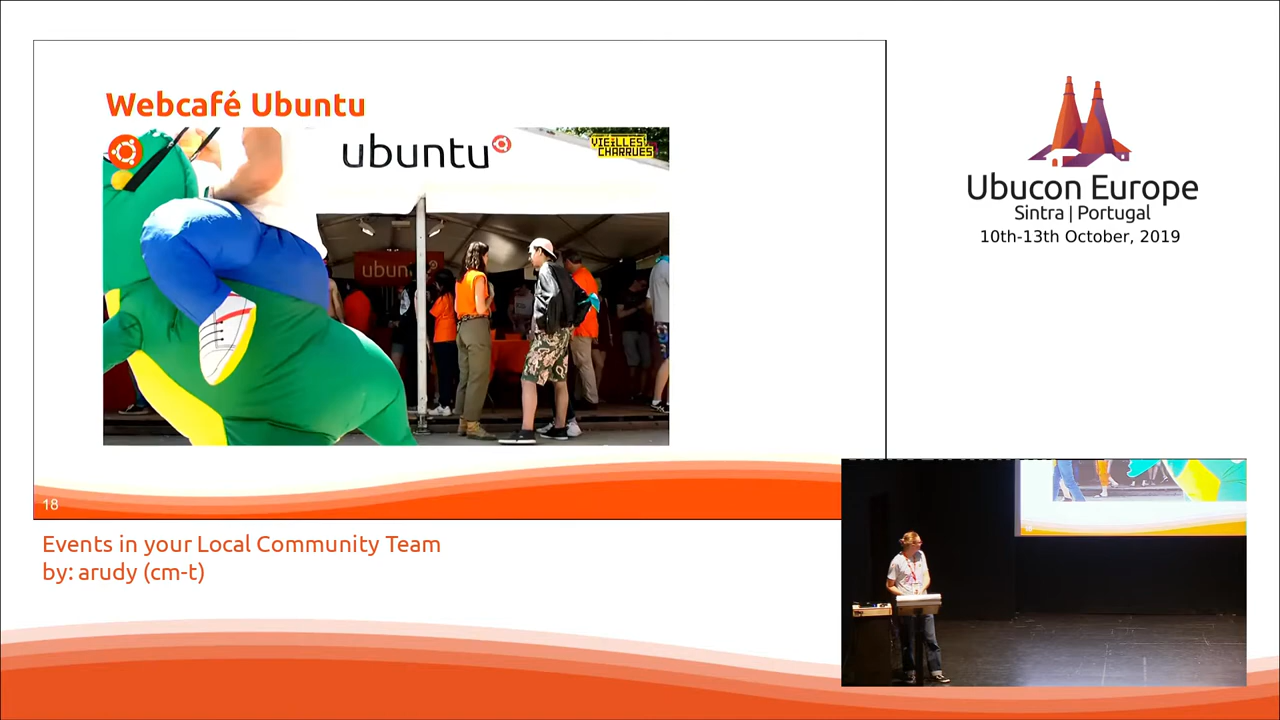 Webcafé Ubuntu
ubuntu
VIEILLES
CHARRUES
ubuntu
18
Events in your Local Community Team
by: arudy (cm-t)
Ubucon Europe
Sintra | Portugal
10th-13th October, 2019